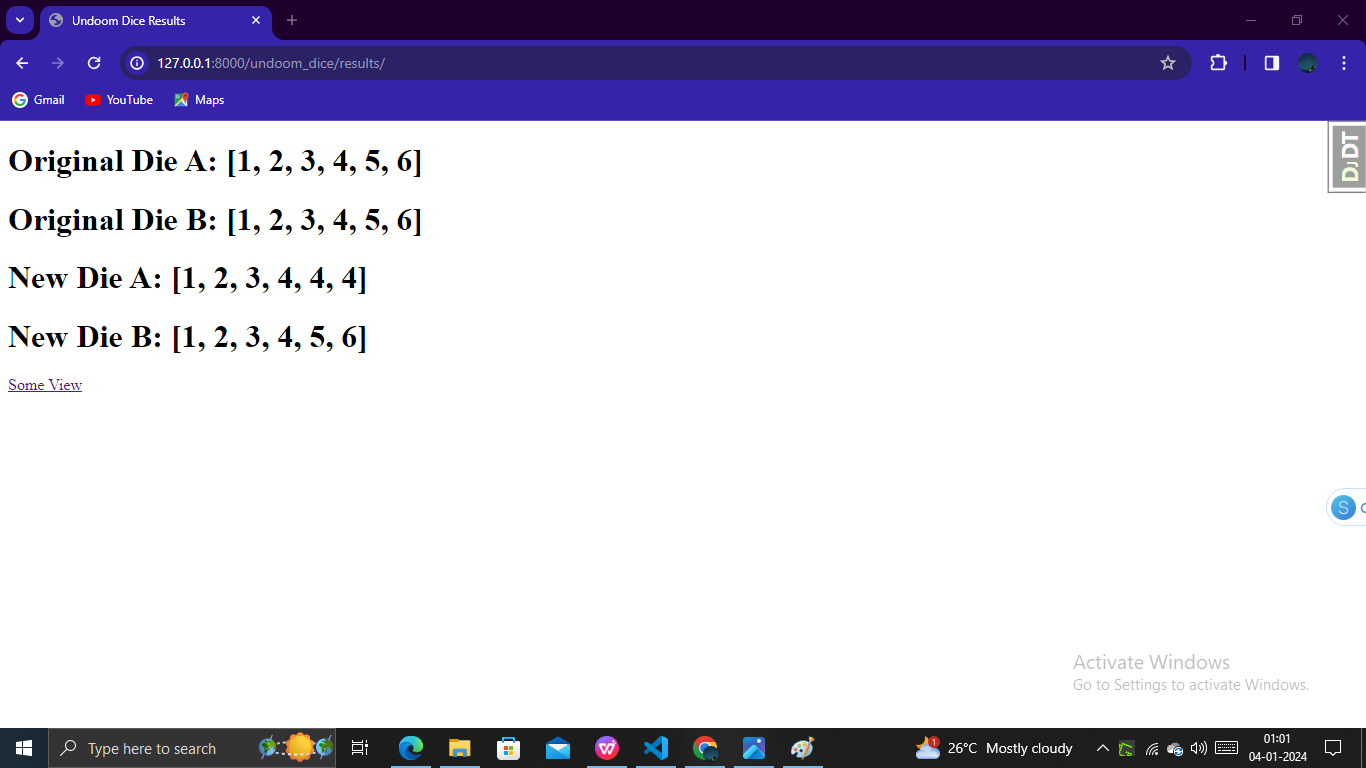 Undoom Dice Results
127.0.0.1:8000/undoom_dice/results/
Gmail YouTube Maps
Original Die A: [1, 2, 3, 4, 5, 6]
DJDT
Original Die B: [1, 2, 3, 4, 5, 6]
New Die A: [1, 2, 3, 4, 4, 4]
New Die B: [1, 2, 3, 4, 5, 6]
Some View
S
Activate Windows
Go to Settings to activate Windows.
Type here to search
1
26°C Mostly cloudy
01:01
04-01-2024